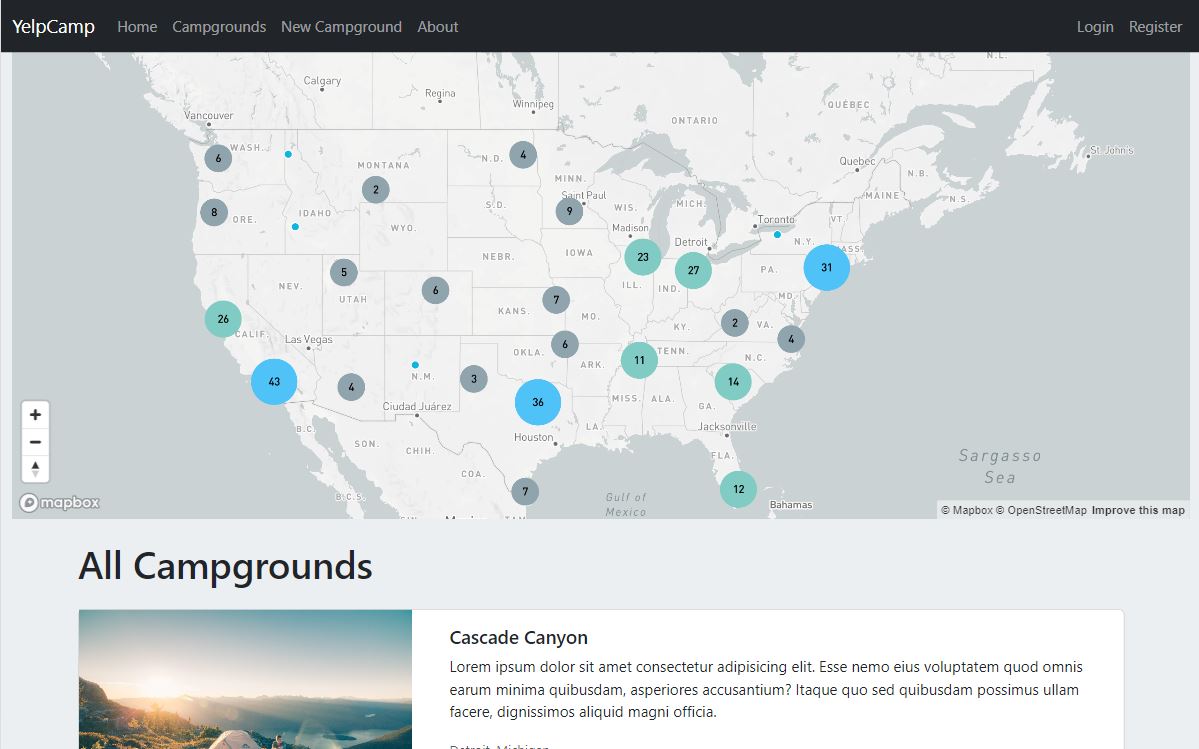 YelpCamp Home Campgrounds New Campground About Login Register
N.L.
Calgary
Regina
Winnipeg
QUÉBEC
Vancouver
ONTARIO
St. John's
WASH.
6
MONTANA
N.D.
4
Quebec
N.B.
MINN.
2
Saint Paul
MAINE
N.S.
8
ORE.
IDAHO
S.D.
9
WIS.
MICH.
Toronto
VT.
WYO.
Madison
Detroit
N.Y.
MASS.
NEBR.
IOWA
23
27
PA.
31
5
NEV.
UTAH
6
ILL.
IND.
MD.
7
KANS.
MO.
26
CALIF.
KY.
2
VA.
Las Vegas
6
4
OKLA.
ARK.
11
TENN.
N.C.
43
4
N.M.
3
14
Ciudad Juárez
36
MISS.
ALA.
GA.
B.C.
LA.
Jacksonville
SON.
CHIH.
Houston
FLA.
Sargasso
Sea
COA.
7
12
B.C.S.
Gulf of
Mexico
Bahamas
mapbox
© Mapbox © OpenStreetMap Improve this map
All Campgrounds
Cascade Canyon
Lorem ipsum dolor sit amet consectetur adipisicing elit. Esse nemo eius voluptatem quod omnis
earum minima quibusdam, asperiores accusantium? Itaque quo sed quibusdam possimus ullam
facere, dignissimos aliquid magni officia.
Detroit, Michigan